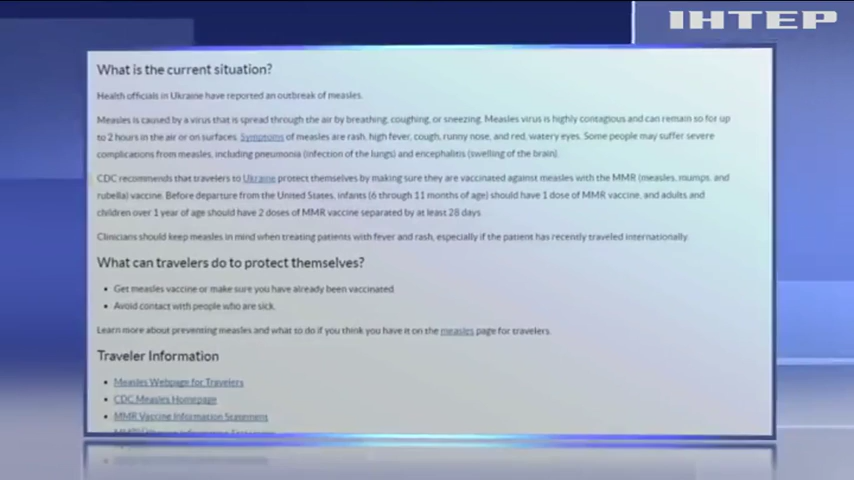 ІНТЕР
What is the current situation?
Health officials in Ukraine have reported an outbreak of measles.
Measles is caused by a virus that is spread through the air by breathing, coughing, or sneezing. Measles virus is highly contagious and can remain so for up
to 2 hours in the air or on surfaces. Symptoms of measles are rash, high fever, cough, runny nose, and red, watery eyes. Some people may suffer severe
complications from measles, including pneumonia (infection of the lungs) and encephalitis (swelling of the brain).
CDC recommends that travelers to Ukraine protect themselves by making sure they are vaccinated against measles with the MMR (measles, mumps, and
rubella) vaccine. Before departure from the United States, infants (6 through 11 months of age) should have 1 dose of MMR vaccine, and adults and
children over 1 year of age should have 2 doses of MMR vaccine separated by at least 28 days.
Clinicians should keep measles in mind when treating patients with fever and rash, especially if the patient has recently traveled internationally.
What can travelers do to protect themselves?
• Get measles vaccine or make sure you have already been vaccinated
• Avoid contact with people who are sick.
Learn more about preventing measles and what to do if you think you have it on the measles page for travelers.
Traveler Information
• Measles Webpage for Travelers
• CDC Measles Homepage
• MMR Vaccine Information Statement